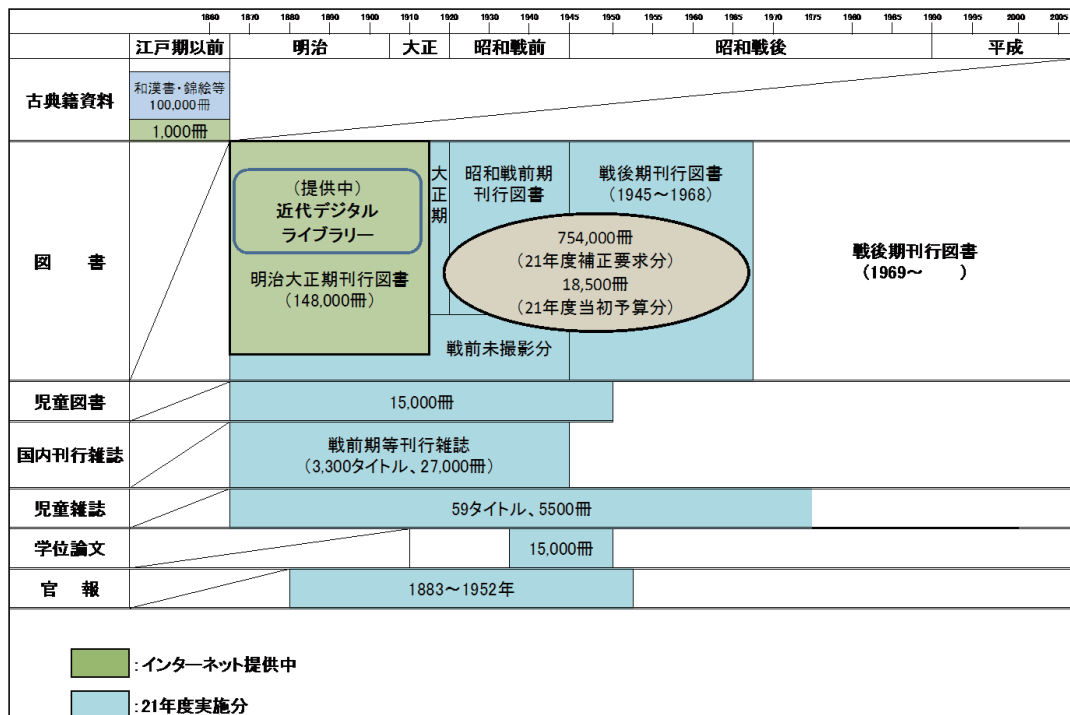 1860 1870 1880 1890 1900 1910 1920 1930 1940 1945 1955 1960 1965 1970 1975 1980 1985 1990 1995 2000 2005
江戸期以前 明治 大正 昭和戦前 昭和戦後 平成
古典籍資料
和漢書・錦絵等
100,000冊
1,000冊
図 書
(提供中)
近代デジタル
ライブラリー
明治大正期刊行図書
(148,000冊)
大正期
昭和戦前期
刊行図書
戦後期刊行図書
(1945～1968)
754,000冊
(21年度補正要求分)
18,500冊
(21年度当初予算分)
戦前未撮影分
戦後期刊行図書
(1969～ )
児童図書
15,000冊
国内刊行雑誌
戦前期等刊行雑誌
(3,300タイトル、27,000冊)
児童雑誌
59タイトル、5500冊
学位論文
15,000冊
官 報
1883～1952年
:インターネット提供中
:21年度実施分